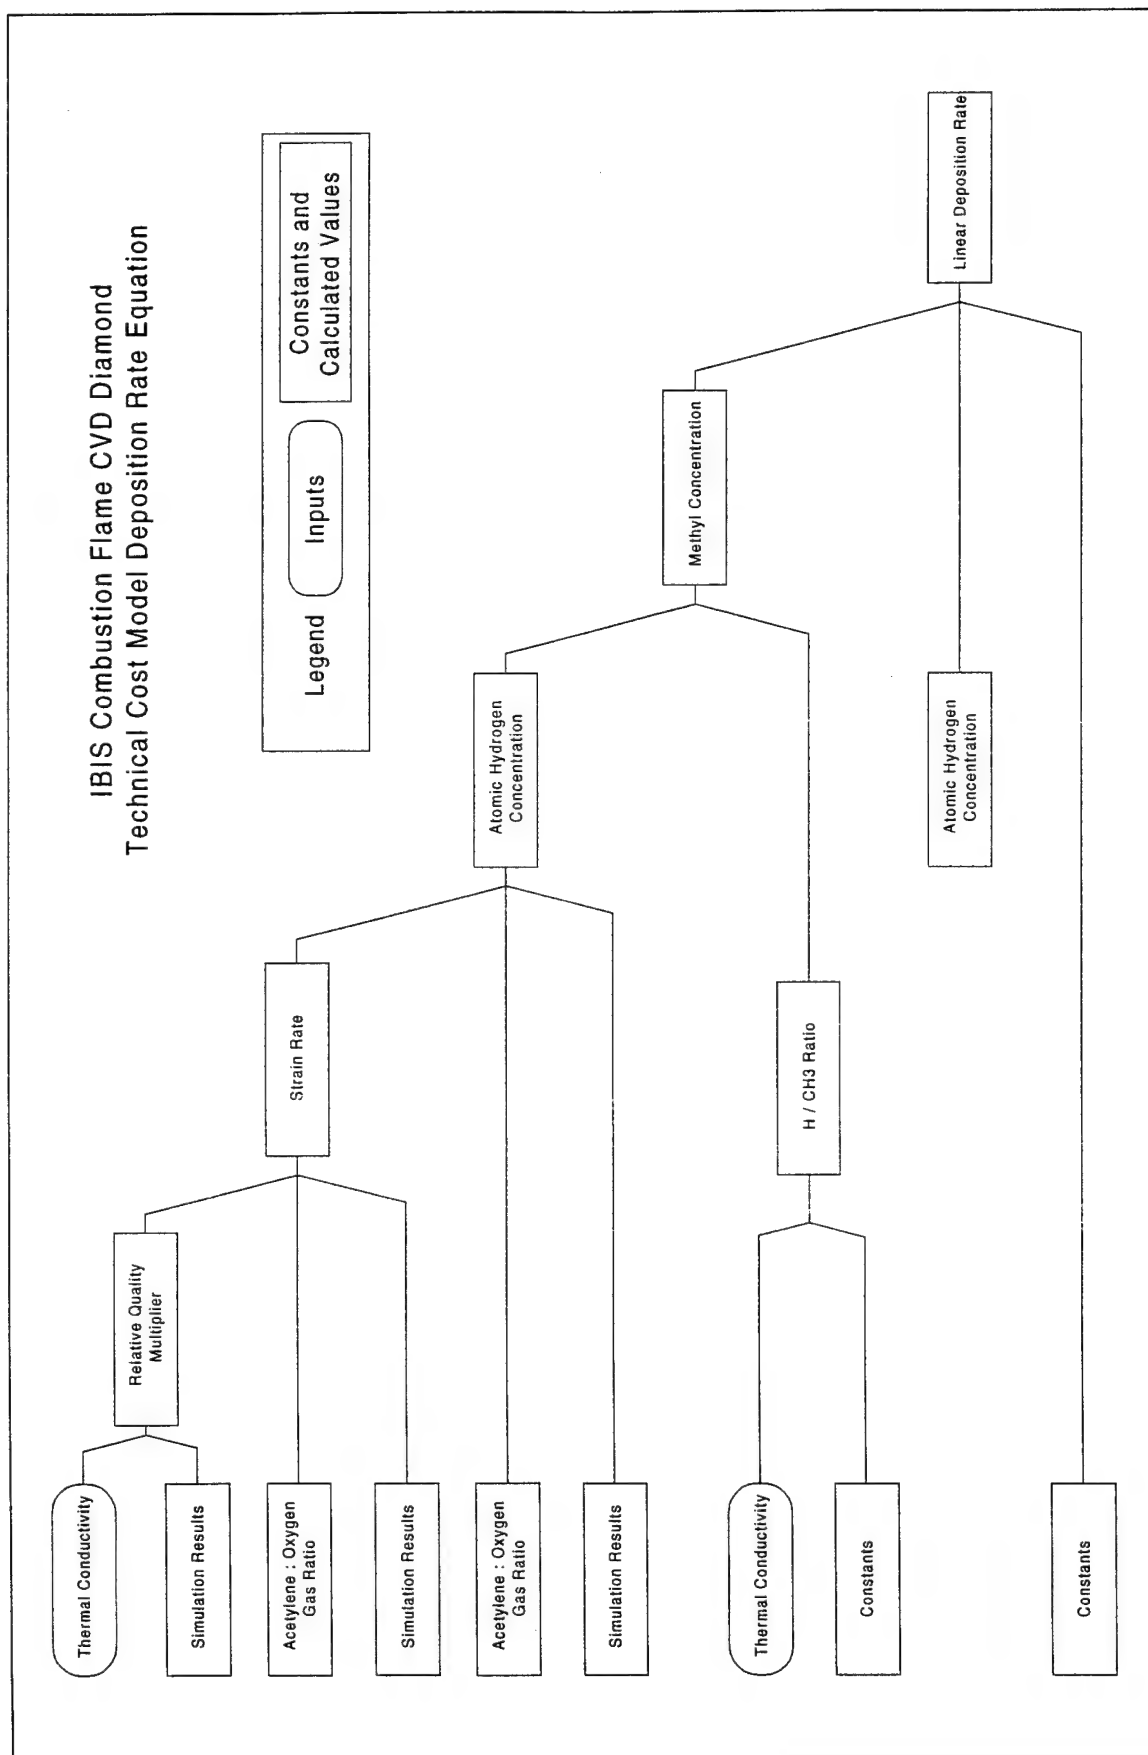 IBIS Combustion Flame CVD Diamond
Technical Cost Model Deposition Rate Equation
Legend
Inputs
Constants and
Calculated Values
Thermal Conductivity
Simulation Results
Acetylene : Oxygen
Gas Ratio
Simulation Results
Acetylene : Oxygen
Gas Ratio
Simulation Results
Thermal Conductivity
Constants
Constants
Relative Quality
Multiplier
Strain Rate
H / CH3 Ratio
Atomic Hydrogen
Concentration
Atomic Hydrogen
Concentration
Methyl Concentration
Linear Deposition Rate